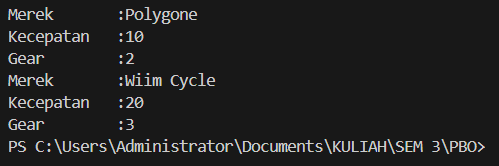 Merek :Polygone
Kecepatan :10
Gear :2
Merek :Wiim Cycle
Kecepatan :20
Gear :3
PS C:\Users\Administrator\Documents\KULIAH\SEM 3\PBO>